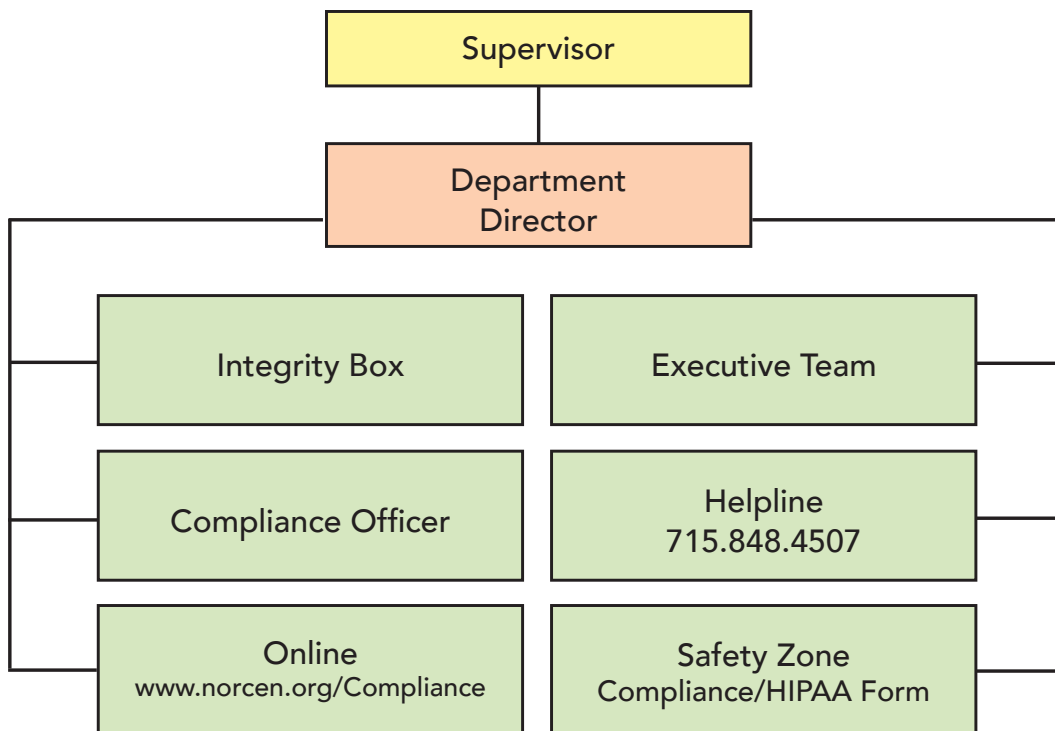 Supervisor
Department
Director
Integrity Box
Executive Team
Compliance Officer
Helpline
715.848.4507
Online
www.norcen.org/Compliance
Safety Zone
Compliance/HIPAA Form